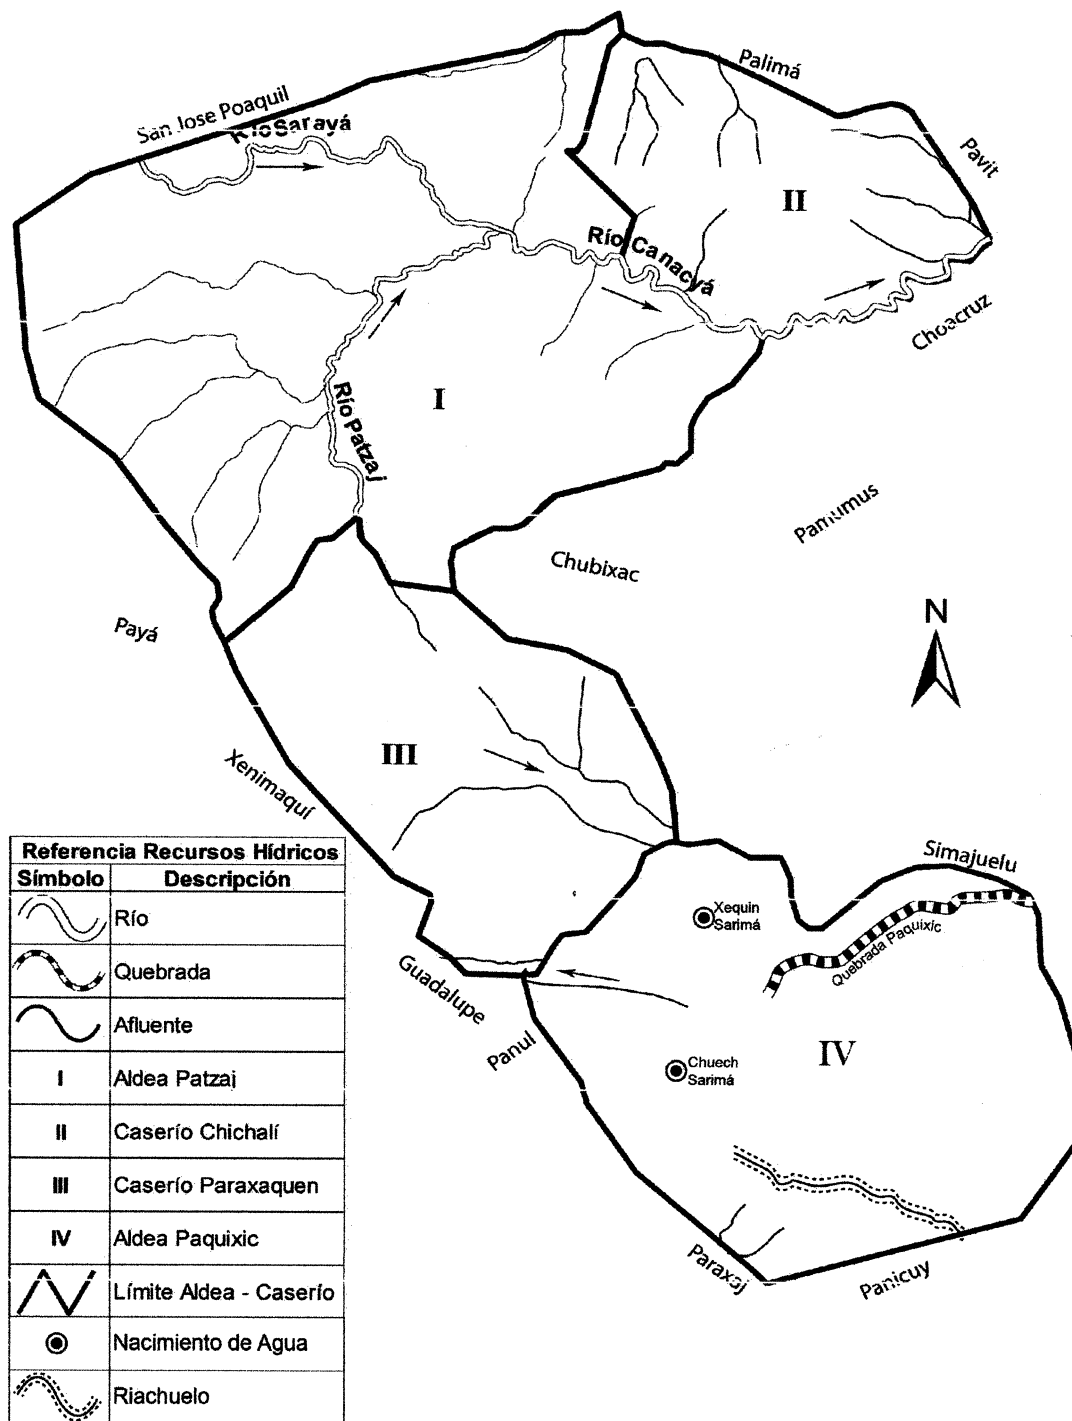 San Jose Poaquil
Río Sarayá
Palimá
Pavit
II
Río Canacyá
Choacruz
I
Río Patzaj
Pamumus
Chubixac
Payá
N
III
Xenimaquí
Simajuelu
Xequin
Sarimá
Quebrada Paquixic
Guadalupe
Panul
IV
Chuech
Sarimá
Paraxaj
Panicuy
Referencia Recursos Hídricos
Símbolo Descripción
Río
Quebrada
Afluente
I Aldea Patzaj
II Caserío Chichalí
III Caserío Paraxaquen
IV Aldea Paquixic
Límite Aldea - Caserío
Nacimiento de Agua
Riachuelo